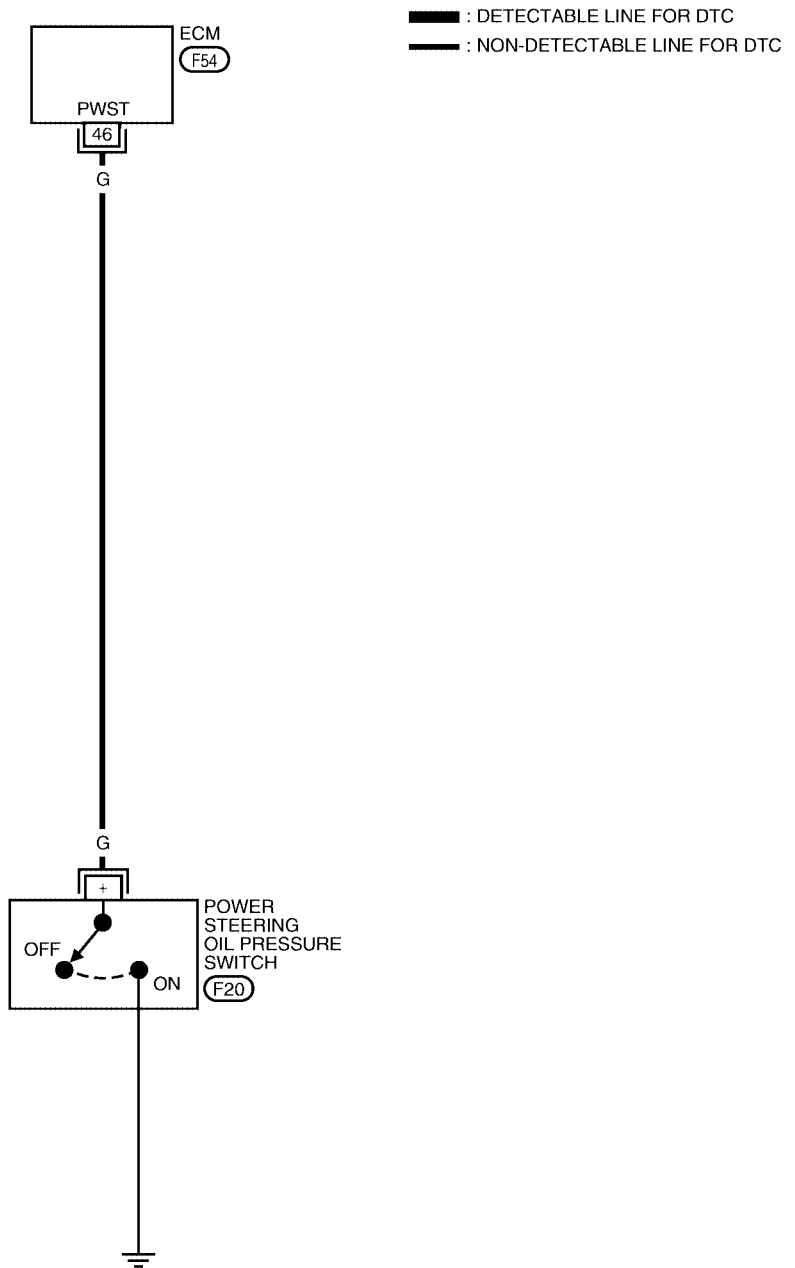 : DETECTABLE LINE FOR DTC
: NON-DETECTABLE LINE FOR DTC
ECM
F54
PWST
46
G
G
+
POWER
STEERING
OIL PRESSURE
SWITCH
F20
OFF
ON